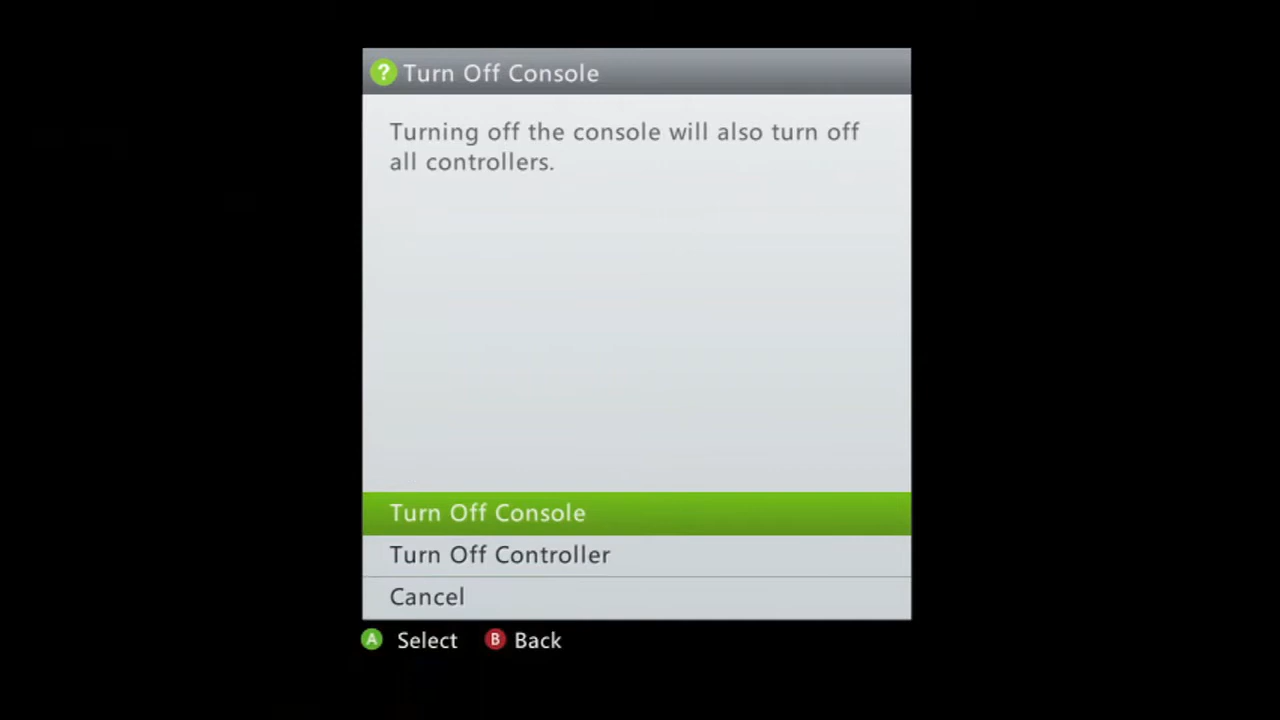 ? Turn Off Console
Turning off the console will also turn off
all controllers.
Turn Off Console
Turn Off Controller
Cancel
A Select B Back